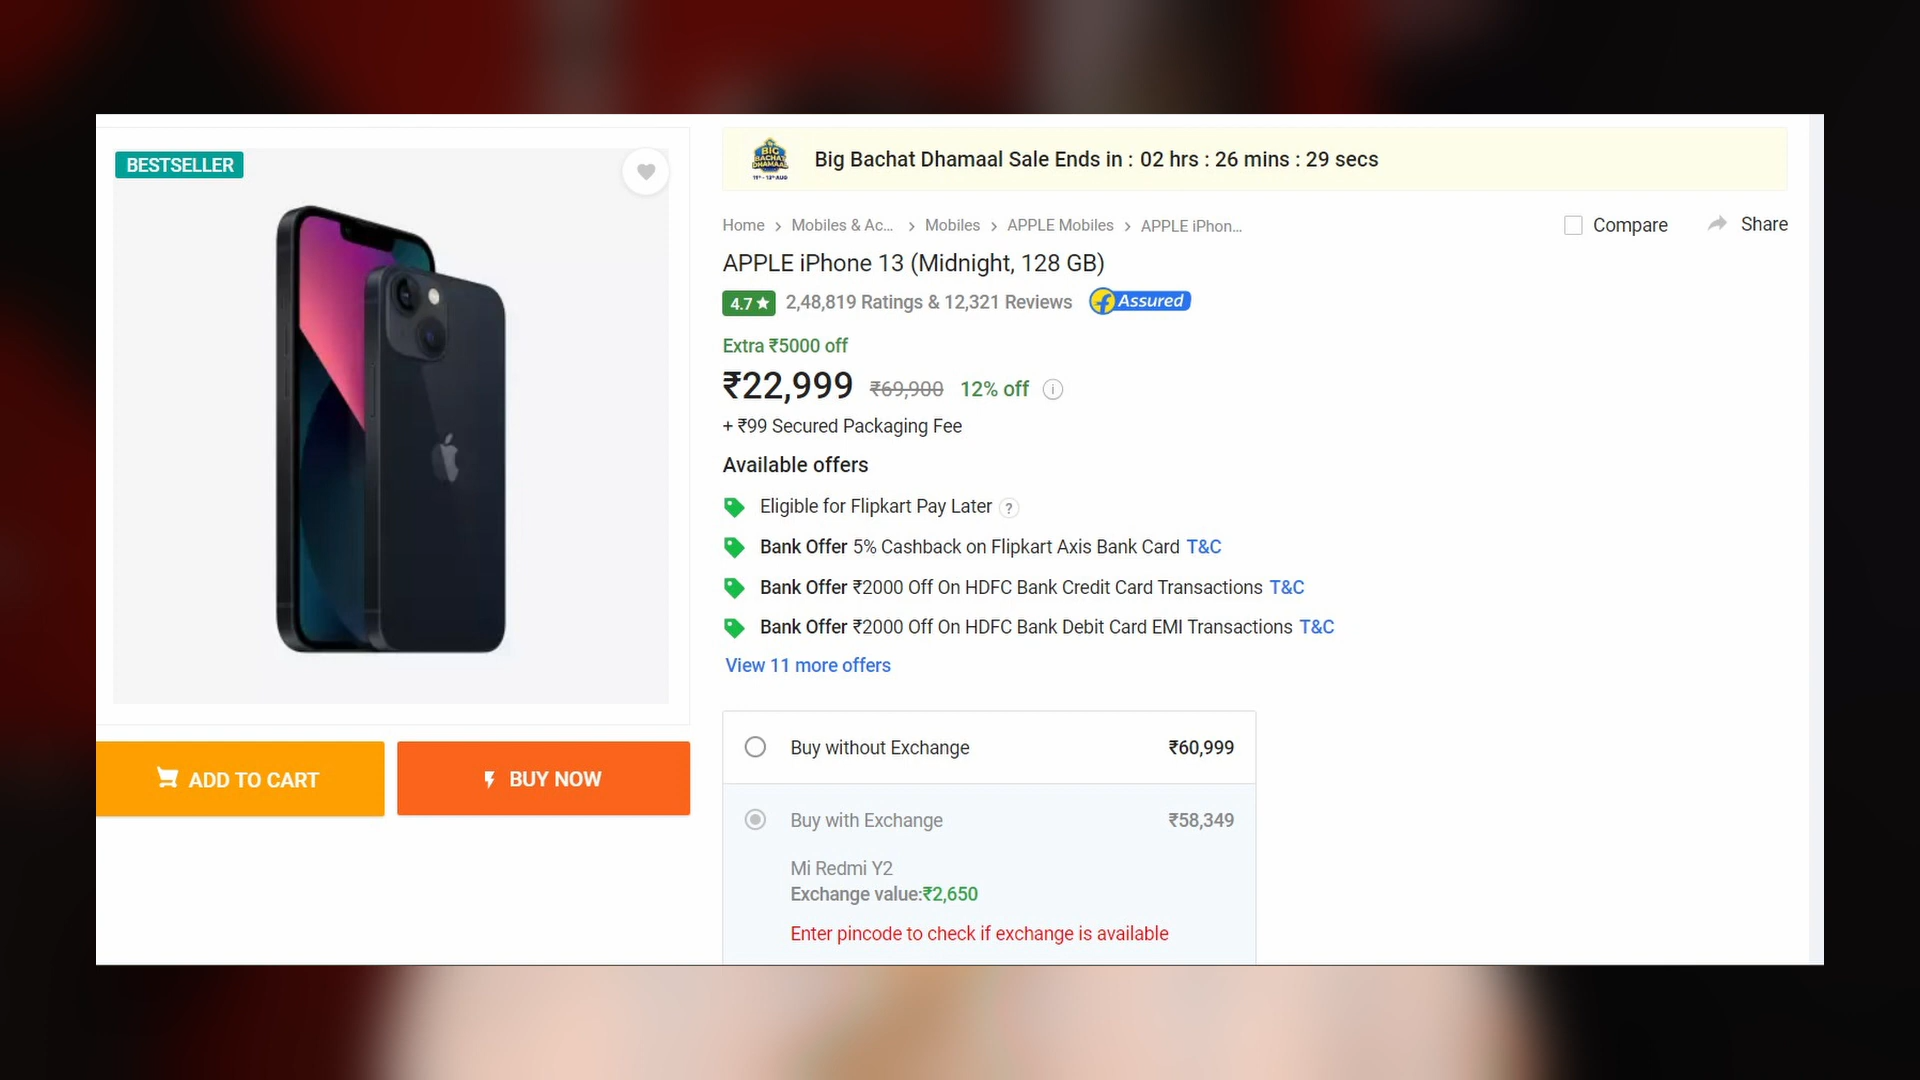 BESTSELLER
BIG
BACHAT
DHAMAAL
11th - 13th AUG
Big Bachat Dhamaal Sale Ends in : 02 hrs : 26 mins : 29 secs
Home > Mobiles & Ac... > Mobiles > APPLE Mobiles > APPLE iPhon...
Compare
Share
APPLE iPhone 13 (Midnight, 128 GB)
4.7★ 2,48,819 Ratings & 12,321 Reviews Assured
Extra ₹5000 off
₹22,999 ₹69,900 12% off i
+ ₹99 Secured Packaging Fee
Available offers
Eligible for Flipkart Pay Later ?
Bank Offer 5% Cashback on Flipkart Axis Bank Card T&C
Bank Offer ₹2000 Off On HDFC Bank Credit Card Transactions T&C
Bank Offer ₹2000 Off On HDFC Bank Debit Card EMI Transactions T&C
View 11 more offers
ADD TO CART
BUY NOW
Buy without Exchange ₹60,999
Buy with Exchange ₹58,349
Mi Redmi Y2
Exchange value:₹2,650
Enter pincode to check if exchange is available